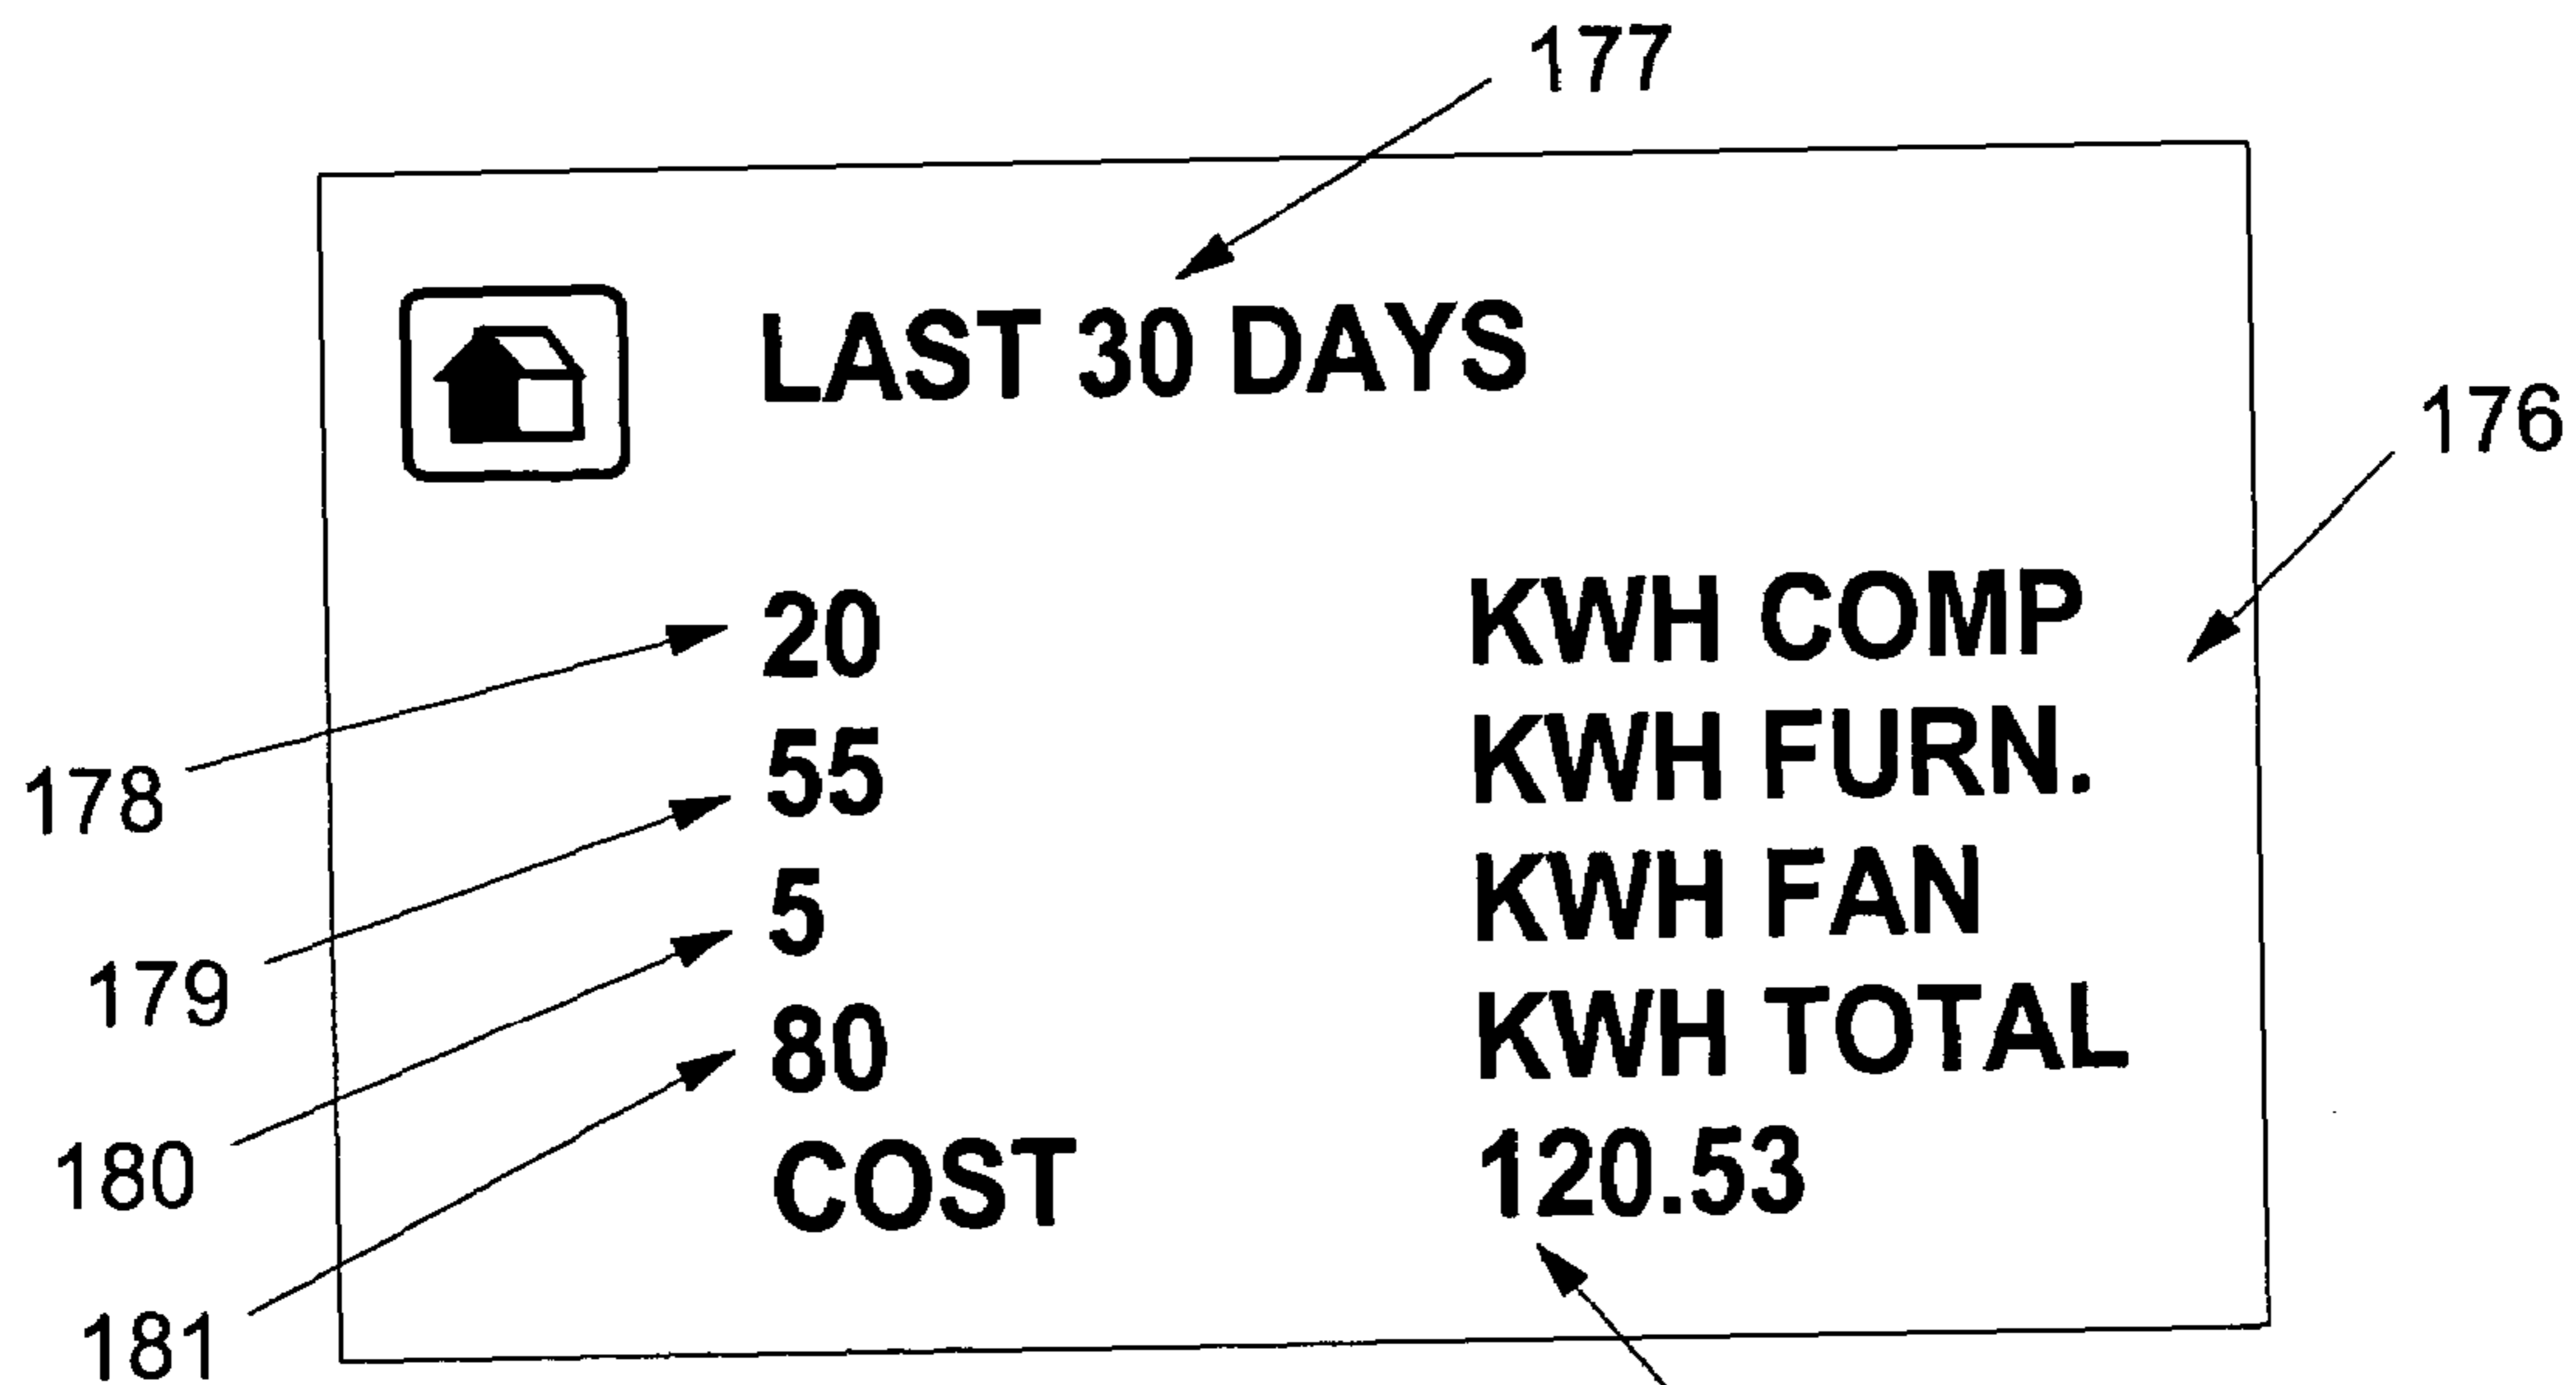 177
LAST 30 DAYS
176
20 KWH COMP
178
55 KWH FURN.
179
5 KWH FAN
180
80 KWH TOTAL
181
COST 120.53